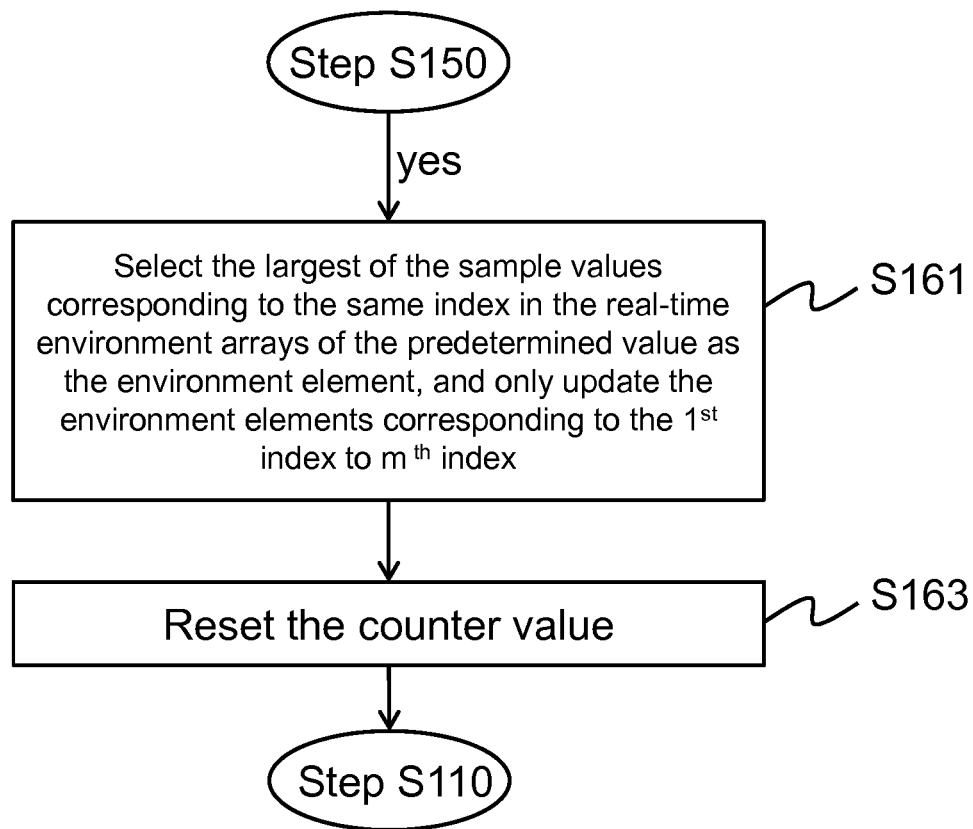 Step S150
yes
Select the largest of the sample values
corresponding to the same index in the real-time
environment arrays of the predetermined value as
the environment element, and only update the
environment elements corresponding to the 1st
index to m th index
S161
Reset the counter value
S163
Step S110